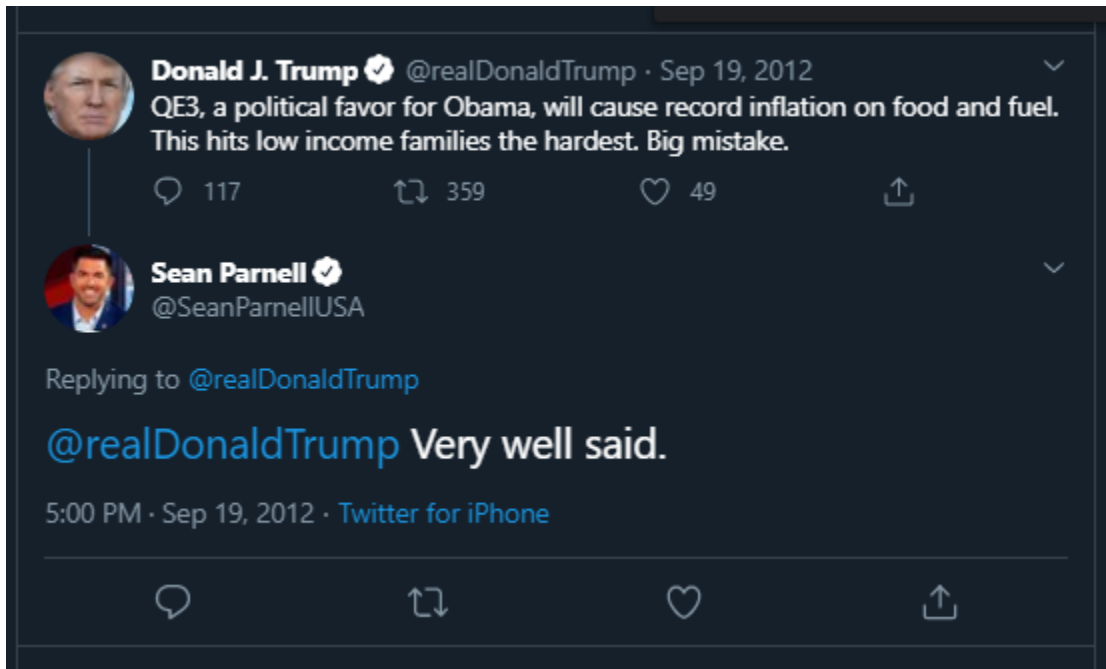 Donald J. Trump @realDonaldTrump · Sep 19, 2012
QE3, a political favor for Obama, will cause record inflation on food and fuel.
This hits low income families the hardest. Big mistake.
117 359 49
Sean Parnell
@SeanParnellUSA
Replying to @realDonaldTrump
@realDonaldTrump Very well said.
5:00 PM · Sep 19, 2012 · Twitter for iPhone